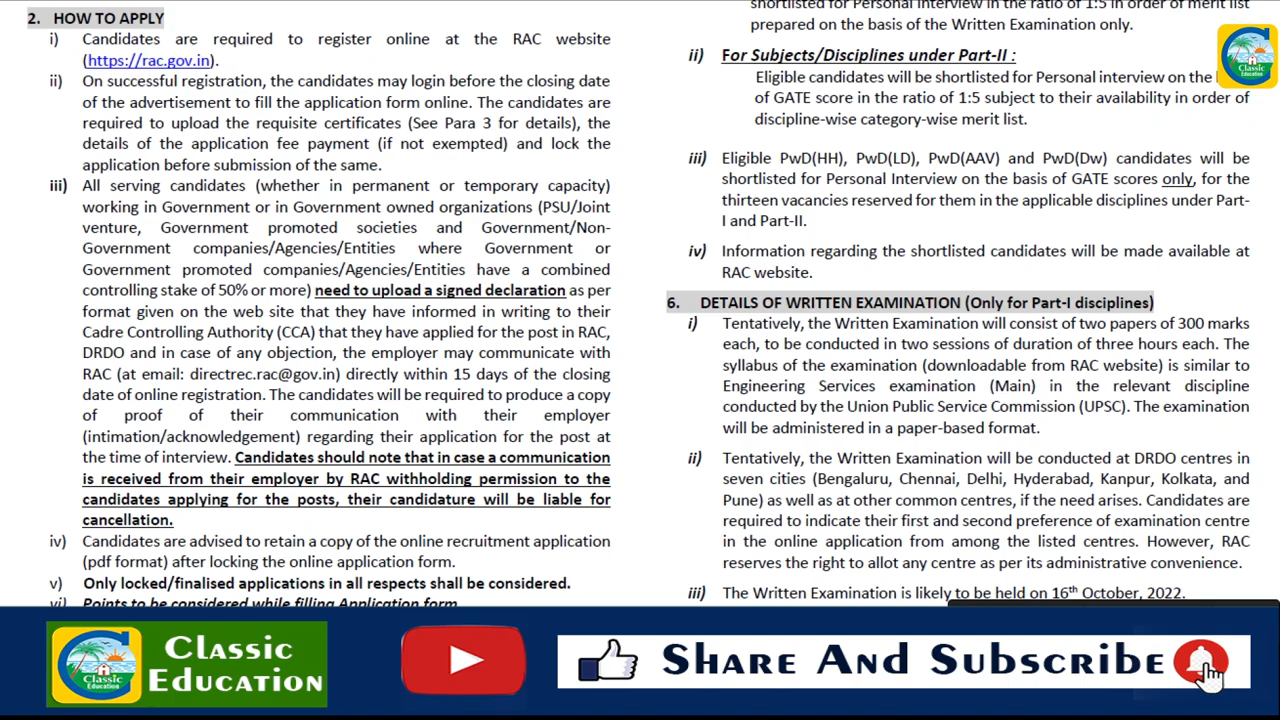 2. HOW TO APPLY
i) Candidates are required to register online at the RAC website
(https://rac.gov.in).
ii) On successful registration, the candidates may login before the closing date
of the advertisement to fill the application form online. The candidates are
required to upload the requisite certificates (See Para 3 for details), the
details of the application fee payment (if not exempted) and lock the
application before submission of the same.
iii) All serving candidates (whether in permanent or temporary capacity)
working in Government or in Government owned organizations (PSU/Joint
venture, Government promoted societies and Government/Non-
Government companies/Agencies/Entities where Government or
Government promoted companies/Agencies/Entities have a combined
controlling stake of 50% or more) need to upload a signed declaration as per
format given on the web site that they have informed in writing to their
Cadre Controlling Authority (CCA) that they have applied for the post in RAC,
DRDO and in case of any objection, the employer may communicate with
RAC (at email: directrec.rac@gov.in) directly within 15 days of the closing
date of online registration. The candidates will be required to produce a copy
of proof of their communication with their employer
(intimation/acknowledgement) regarding their application for the post at
the time of interview. Candidates should note that in case a communication
is received from their employer by RAC withholding permission to the
candidates applying for the posts, their candidature will be liable for
cancellation.
iv) Candidates are advised to retain a copy of the online recruitment application
(pdf format) after locking the online application form.
v) Only locked/finalised applications in all respects shall be considered.
vi) Points to be considered while filling Application form
shortlisted for Personal Interview in the ratio of 1:5 in order of merit list
prepared on the basis of the Written Examination only.
ii) For Subjects/Disciplines under Part-II :
Eligible candidates will be shortlisted for Personal interview on the
of GATE score in the ratio of 1:5 subject to their availability in order of
discipline-wise category-wise merit list.
iii) Eligible PwD(HH), PwD(LD), PwD(AAV) and PwD(Dw) candidates will be
shortlisted for Personal Interview on the basis of GATE scores only, for the
thirteen vacancies reserved for them in the applicable disciplines under Part-
I and Part-II.
iv) Information regarding the shortlisted candidates will be made available at
RAC website.
6. DETAILS OF WRITTEN EXAMINATION (Only for Part-I disciplines)
i) Tentatively, the Written Examination will consist of two papers of 300 marks
each, to be conducted in two sessions of duration of three hours each. The
syllabus of the examination (downloadable from RAC website) is similar to
Engineering Services examination (Main) in the relevant discipline
conducted by the Union Public Service Commission (UPSC). The examination
will be administered in a paper-based format.
ii) Tentatively, the Written Examination will be conducted at DRDO centres in
seven cities (Bengaluru, Chennai, Delhi, Hyderabad, Kanpur, Kolkata, and
Pune) as well as at other common centres, if the need arises. Candidates are
required to indicate their first and second preference of examination centre
in the online application from among the listed centres. However, RAC
reserves the right to allot any centre as per its administrative convenience.
iii) The Written Examination is likely to be held on 16th October, 2022.
Classic
Education
Classic
Education
Classic
Education
Share And Subscribe